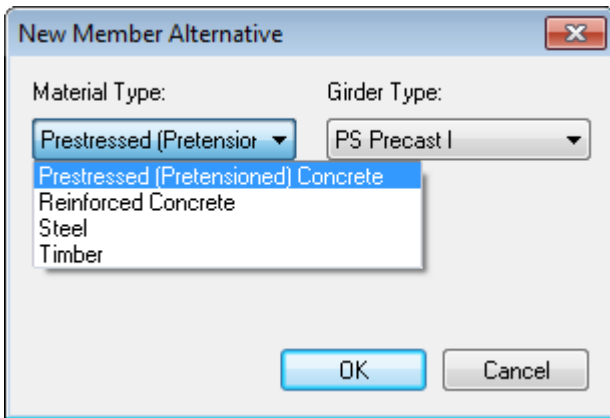 New Member Alternative
Material Type: Girder Type:
Prestressed (Pretension PS Precast I
Prestressed (Pretensioned) Concrete
Reinforced Concrete
Steel
Timber
OK Cancel